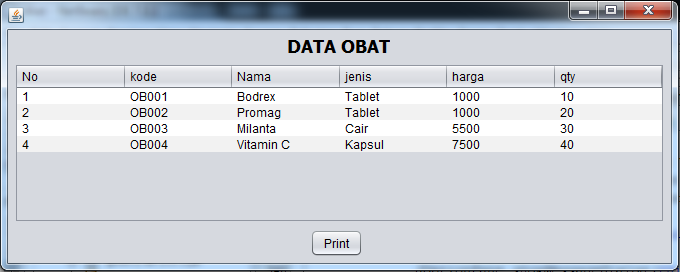 DATA OBAT
No kode Nama jenis harga qty
1 OB001 Bodrex Tablet 1000 10
2 OB002 Promag Tablet 1000 20
3 OB003 Milanta Cair 5500 30
4 OB004 Vitamin C Kapsul 7500 40
Print